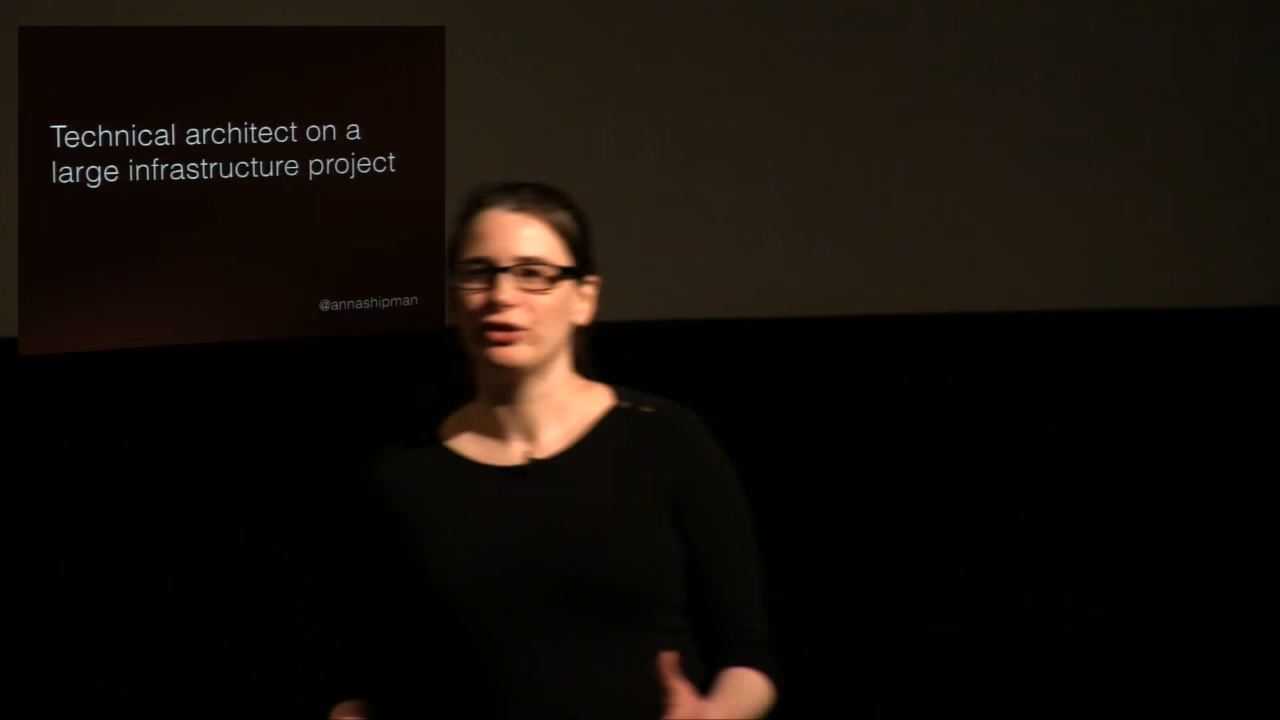 Technical architect on a
large infrastructure project
@annashipman